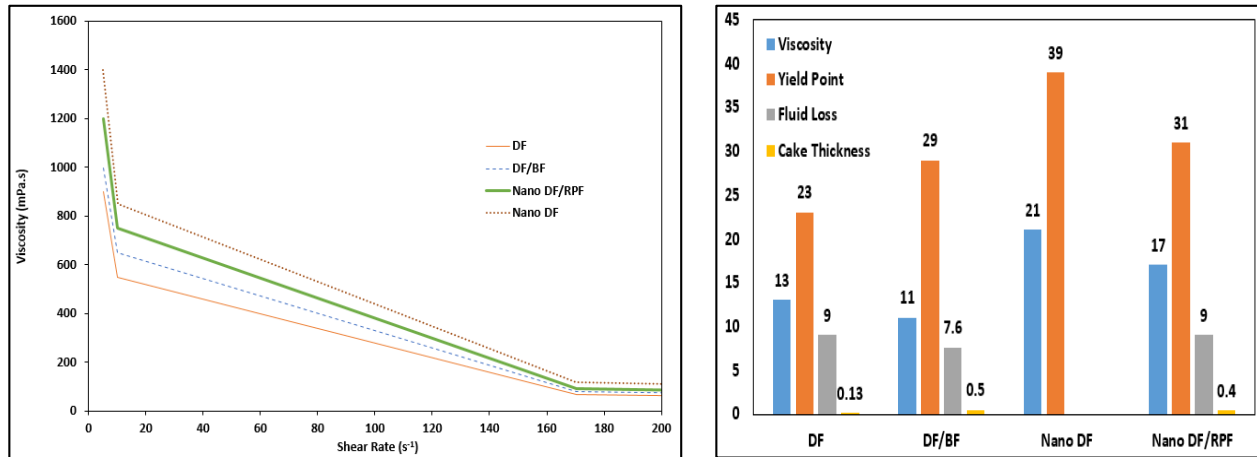 1600
1400
1200
1000
800
600
400
200
0
Viscosity (mPa.s)
0 20 40 60 80 100 120 140 160 180 200
Shear Rate (s⁻¹)
DF
DF/BF
Nano DF/RPF
Nano DF
45
40
35
30
25
20
15
10
5
0
Viscosity
Yield Point
Fluid Loss
Cake Thickness
13
23
9
0.13
11
29
7.6
0.5
21
39
17
31
9
0.4
DF DF/BF Nano DF Nano DF/RPF